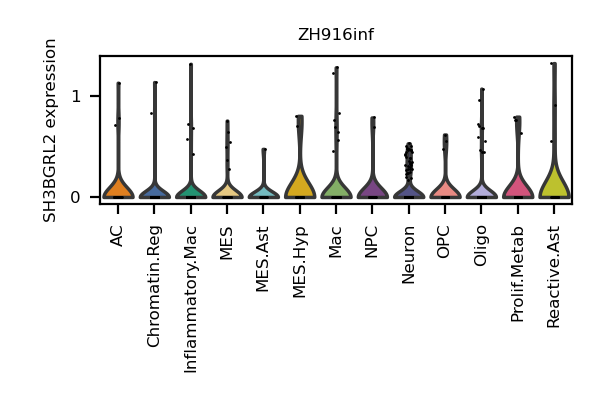 ZH916inf
SH3BGRL2 expression
1
0
AC
Chromatin.Reg
Inflammatory.Mac
MES
MES.Ast
MES.Hyp
Mac
NPC
Neuron
OPC
Oligo
Prolif.Metab
Reactive.Ast